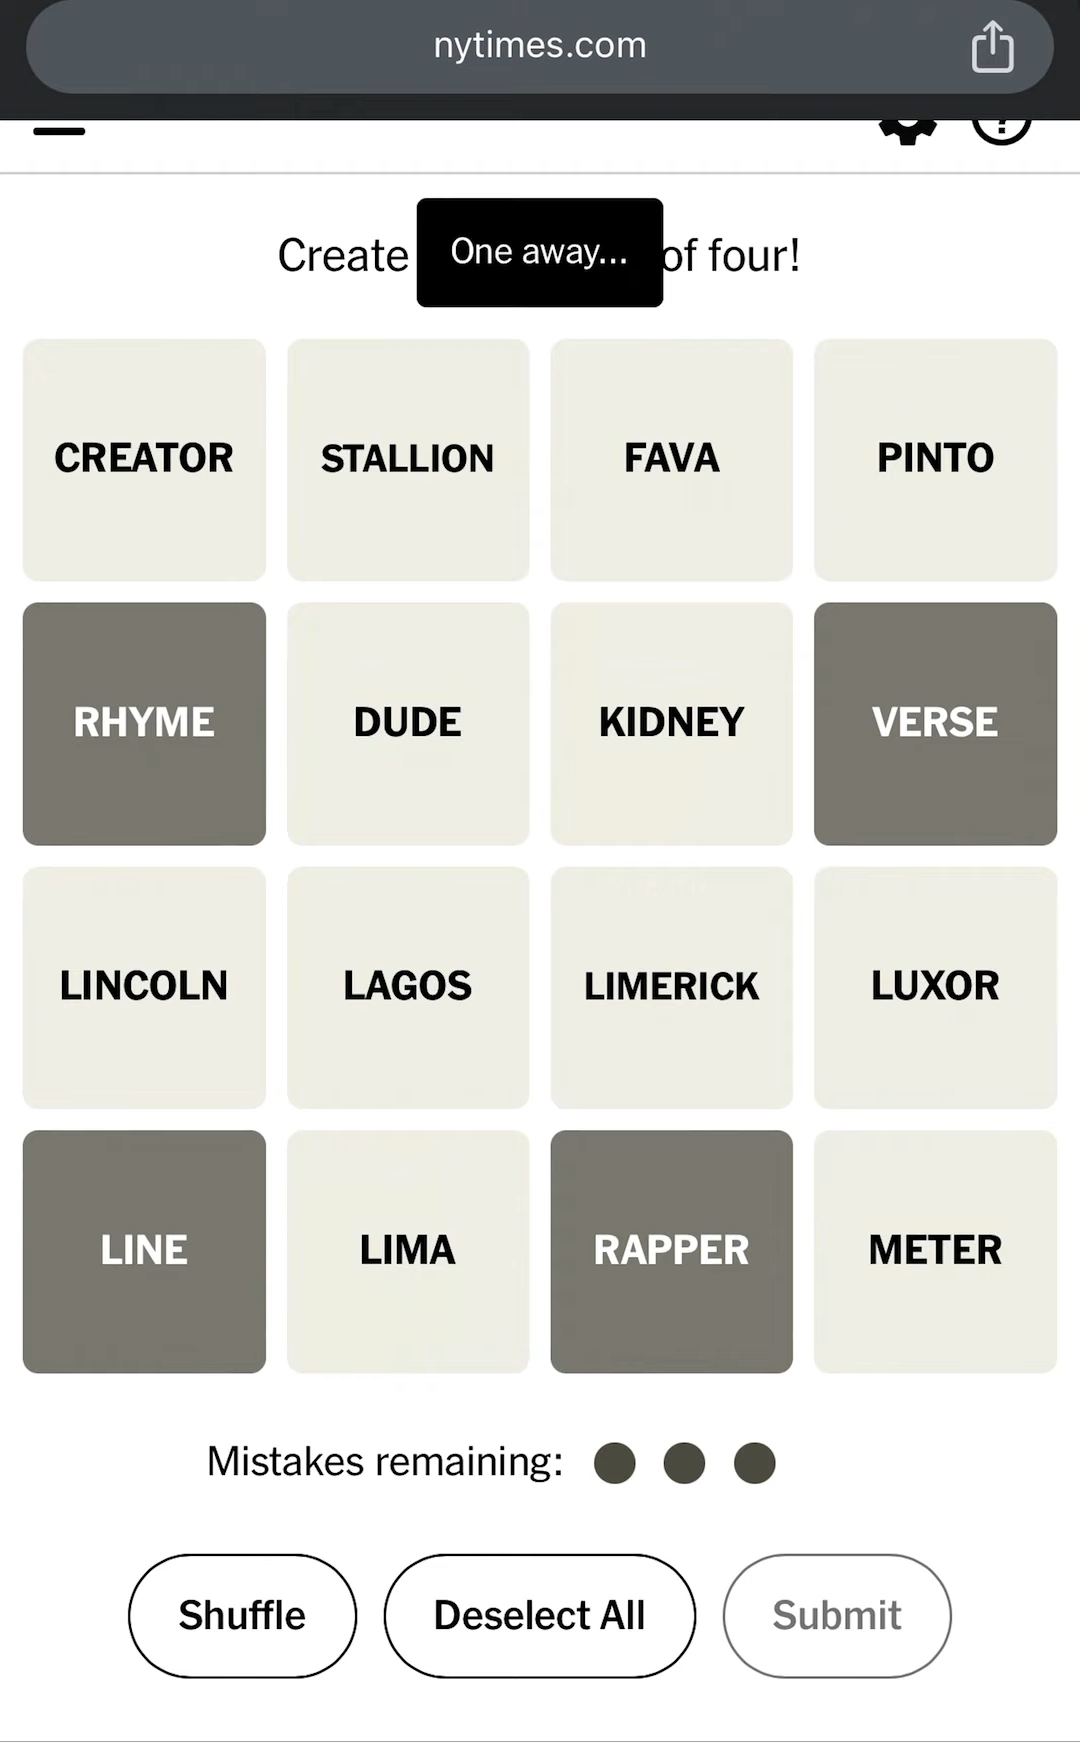 nytimes.com
Create
One away...
of four!
CREATOR
STALLION
FAVA
PINTO
RHYME
DUDE
KIDNEY
VERSE
LINCOLN
LAGOS
LIMERICK
LUXOR
LINE
LIMA
RAPPER
METER
Mistakes remaining:
Shuffle
Deselect All
Submit